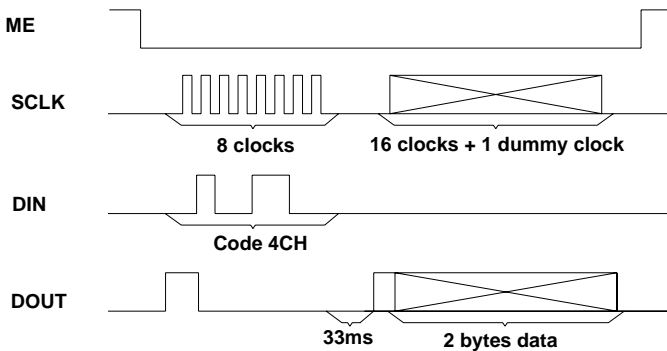 ME
SCLK
8 clocks
16 clocks + 1 dummy clock
DIN
Code 4CH
DOUT
33ms
2 bytes data